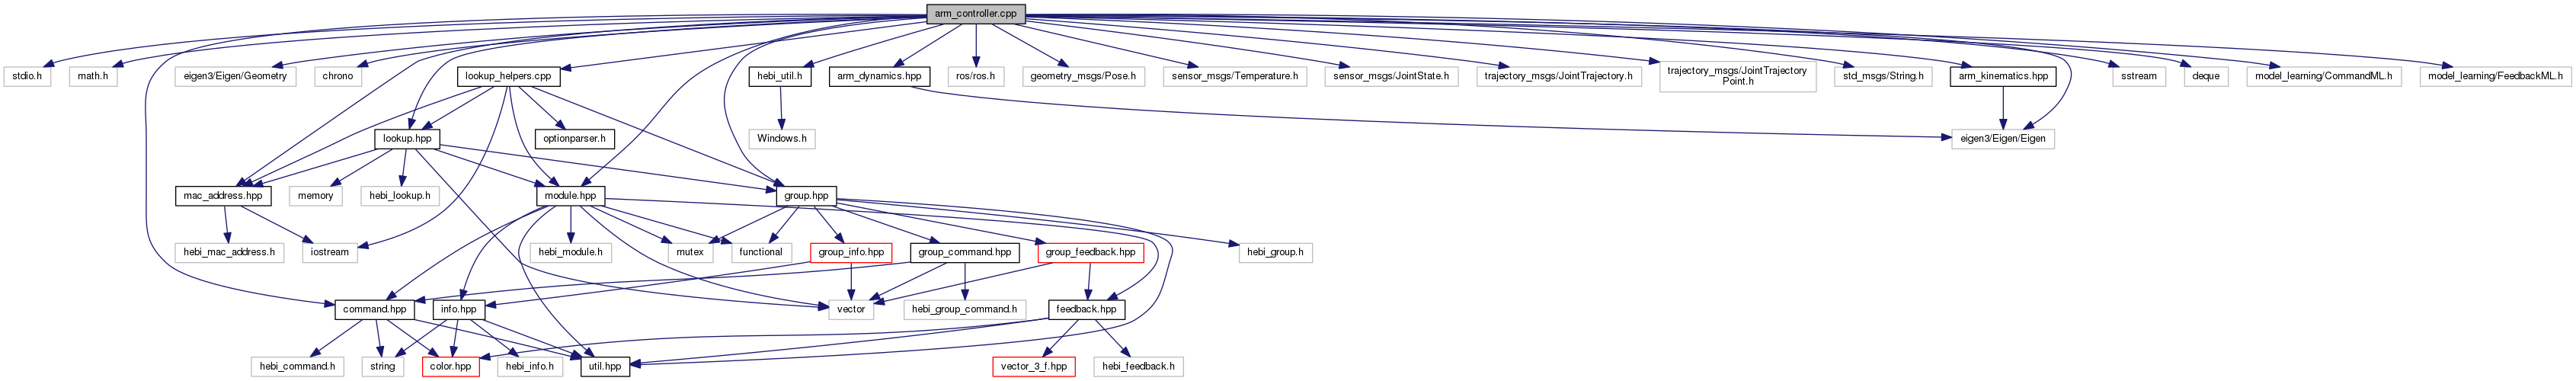 arm_controller.cpp
stdio.h
math.h
eigen3/Eigen/Geometry
chrono
lookup_helpers.cpp
hebi_util.h
arm_dynamics.hpp
ros/ros.h
geometry_msgs/Pose.h
sensor_msgs/Temperature.h
sensor_msgs/JointState.h
trajectory_msgs/JointTrajectory.h
trajectory_msgs/JointTrajectory
Point.h
std_msgs/String.h
arm_kinematics.hpp
sstream
deque
model_learning/CommandML.h
model_learning/FeedbackML.h
lookup.hpp
optionparser.h
Windows.h
eigen3/Eigen/Eigen
mac_address.hpp
memory
hebi_lookup.h
module.hpp
group.hpp
hebi_mac_address.h
iostream
hebi_module.h
mutex
functional
group_info.hpp
group_command.hpp
group_feedback.hpp
hebi_group.h
command.hpp
info.hpp
vector
hebi_group_command.h
feedback.hpp
hebi_command.h
string
color.hpp
hebi_info.h
util.hpp
vector_3_f.hpp
hebi_feedback.h